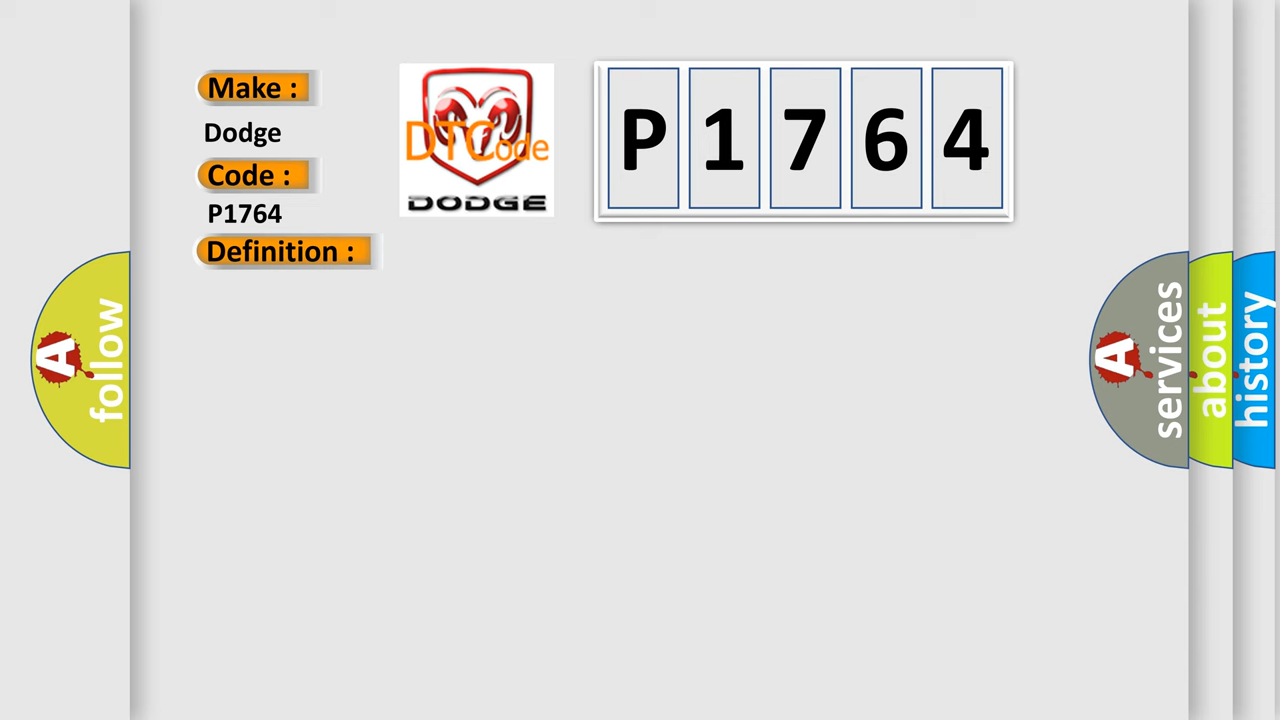 Make :
Dodge
Code :
P1764
Definition :
DTCode
DODGE
P 1 7 6 4
A
follow
A
services
about
history